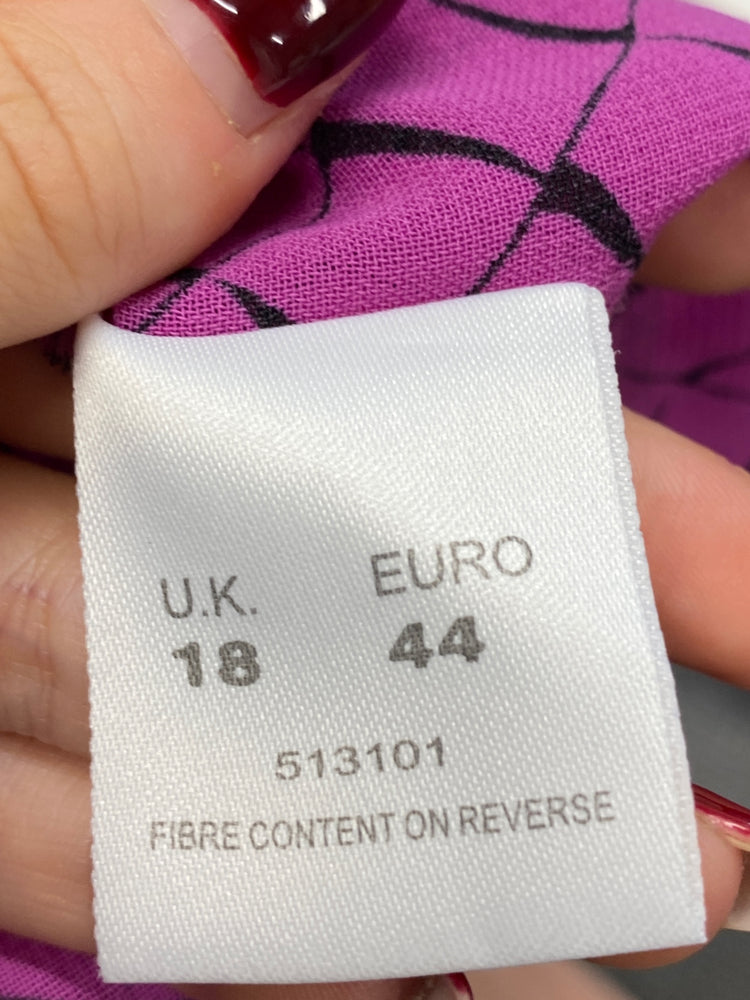 U.K. EURO
18 44
513101
FIBRE CONTENT ON REVERSE